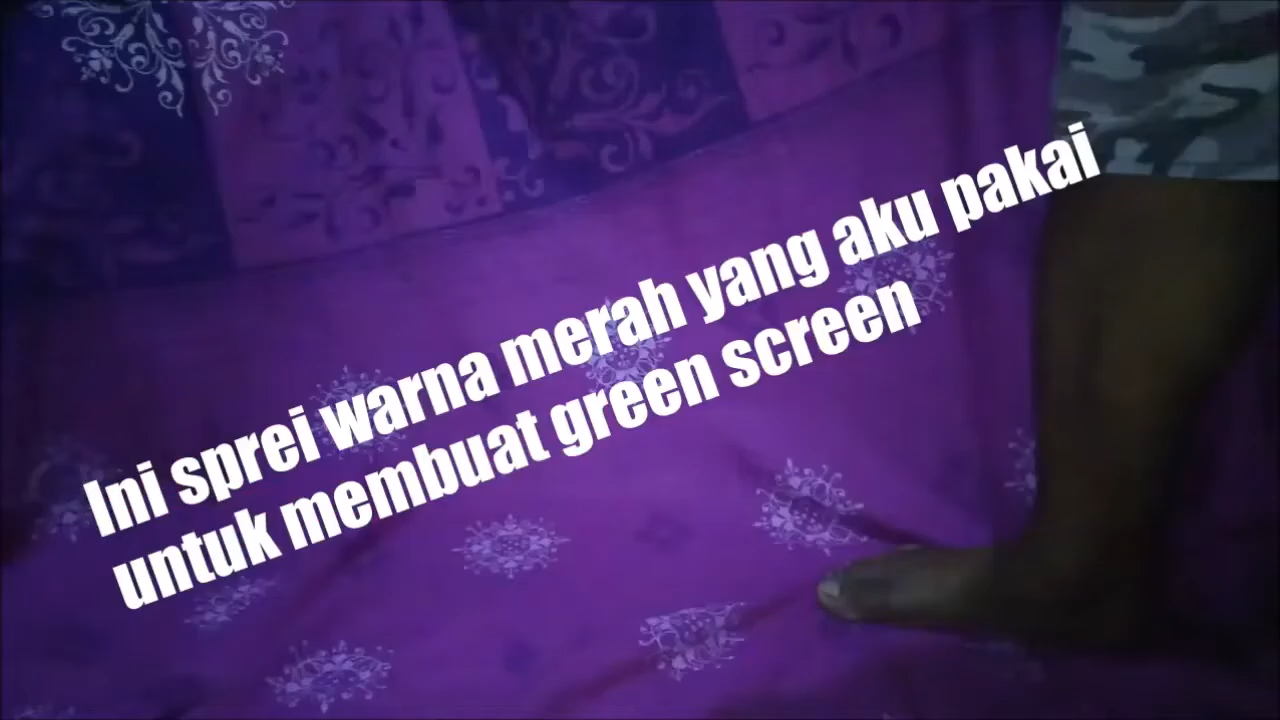 Ini sprei warna merah yang aku pakai
untuk membuat green screen